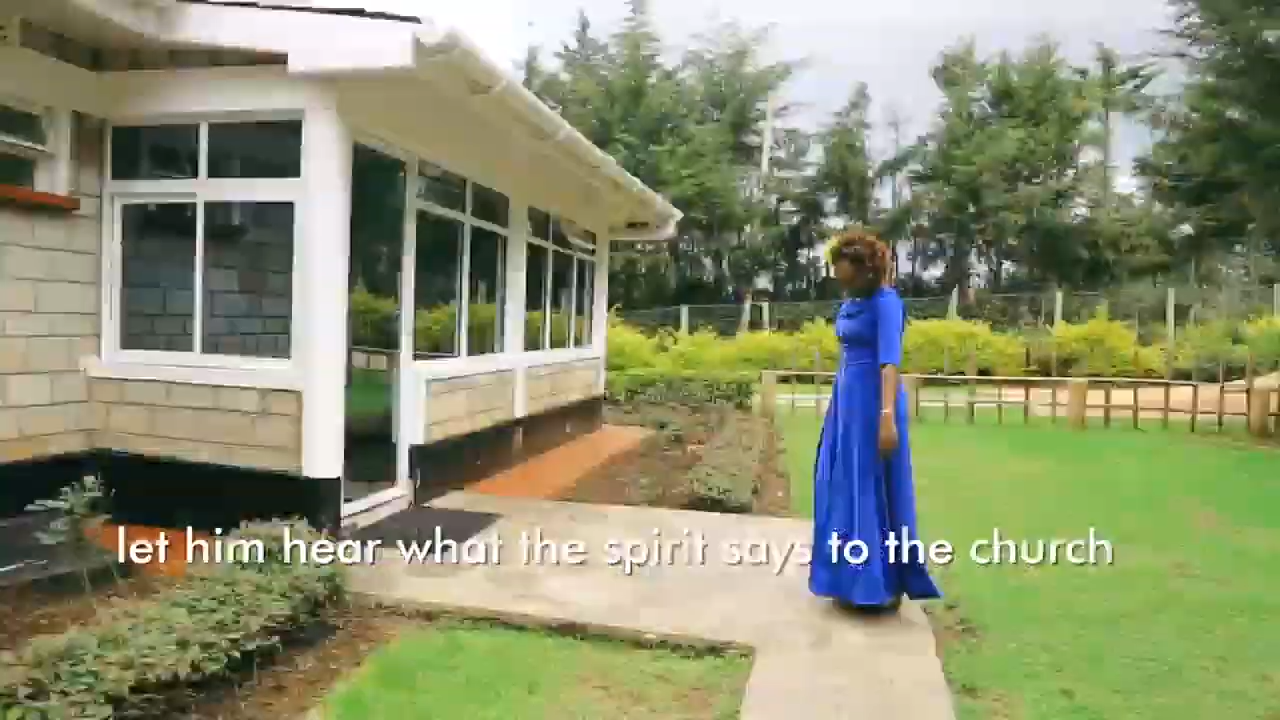 let him hear what the spirit says to the church